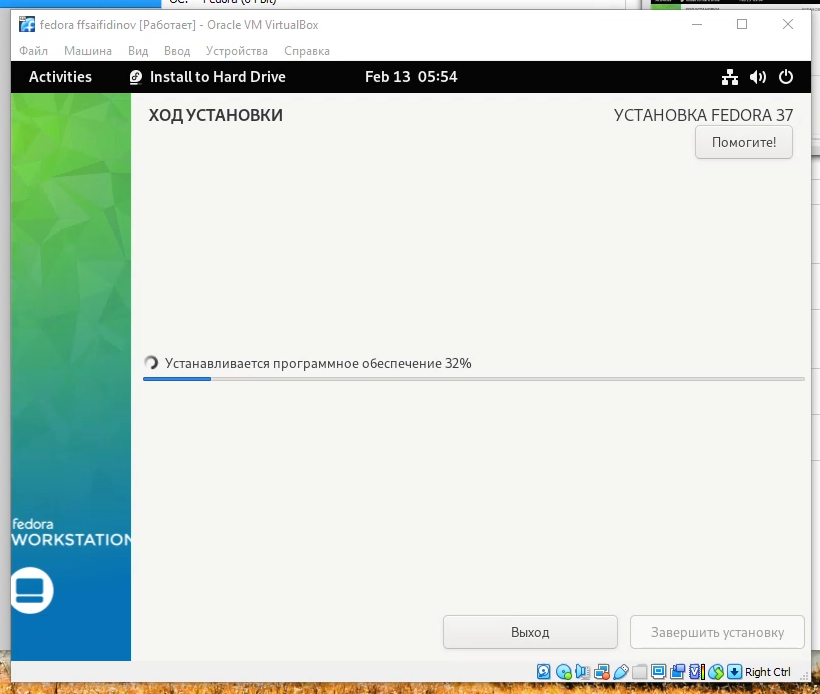 fedora ffsaifidinov [Работает] - Oracle VM VirtualBox
Файл Машина Вид Ввод Устройства Справка
Activities Install to Hard Drive Feb 13 05:54
ХОД УСТАНОВКИ УСТАНОВКА FEDORA 37
Помогите!
Устанавливается программное обеспечение 32%
fedora
WORKSTATION
Выход Завершить установку
Right Ctrl